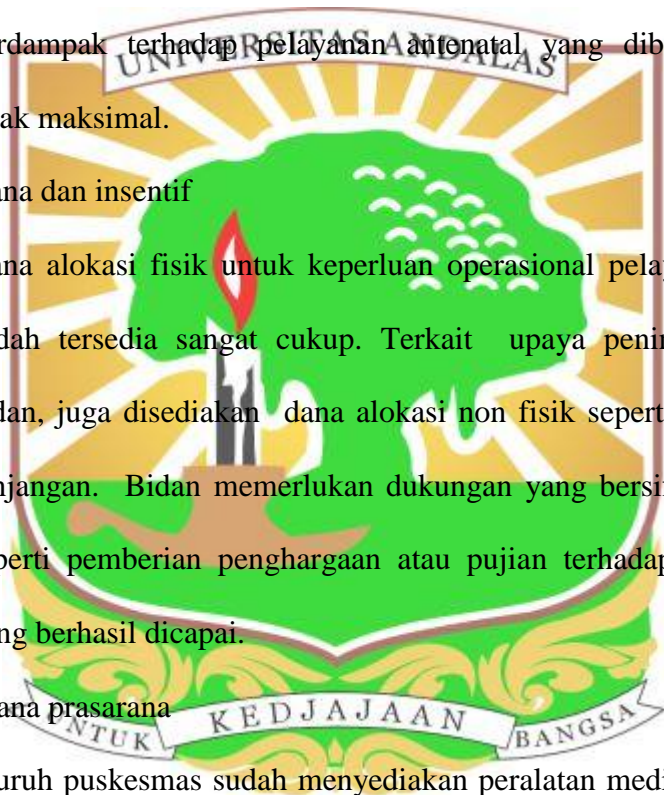 rdampak terhadap pelayanan antenatal yang dib
UNIVERSITAS ANDALAS
ak maksimal.
ana dan insentif
ana alokasi fisik untuk keperluan operasional pelay
dah tersedia sangat cukup. Terkait upaya penin
dan, juga disediakan dana alokasi non fisik sepert
njangan. Bidan memerlukan dukungan yang bersi
perti pemberian penghargaan atau pujian terhadap
ng berhasil dicapai.
ana prasarana
UNTUK KEDJAJAAN BANGSA
uruh puskesmas sudah menyediakan peralatan medi